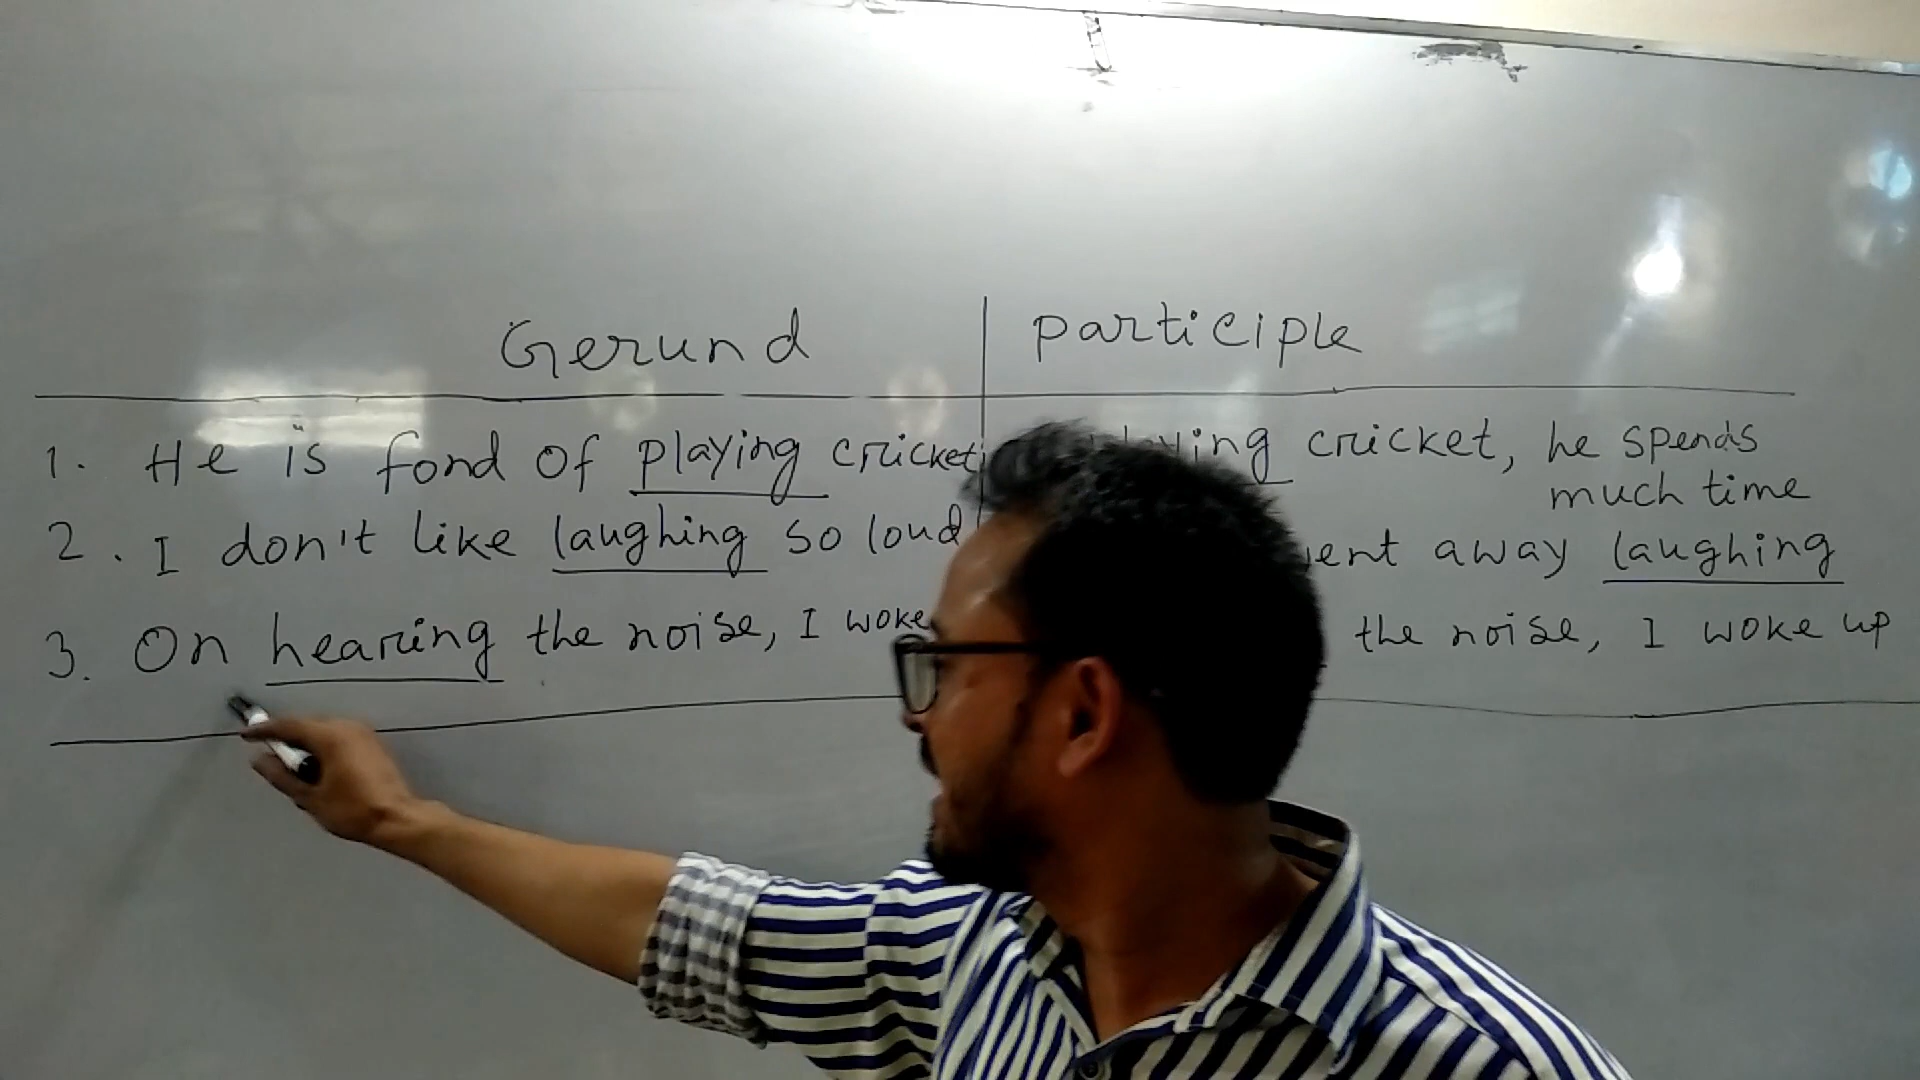 Gerund participle
1. He is fond of playing cricket cricket, he spends
much time
2. I don't like laughing so loud away laughing
3. On hearing the noise, I woke the noise, I woke up